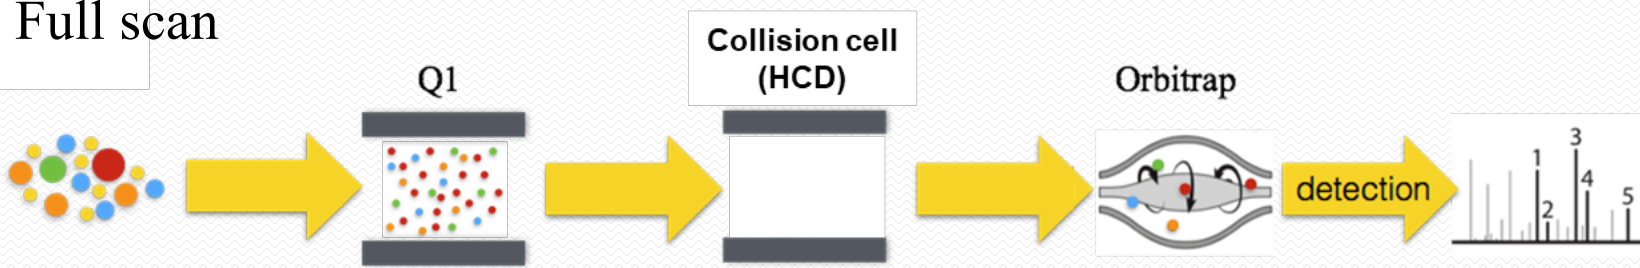 Full scan
Q1
Collision cell
(HCD)
Orbitrap
detection
1
2
3
4
5